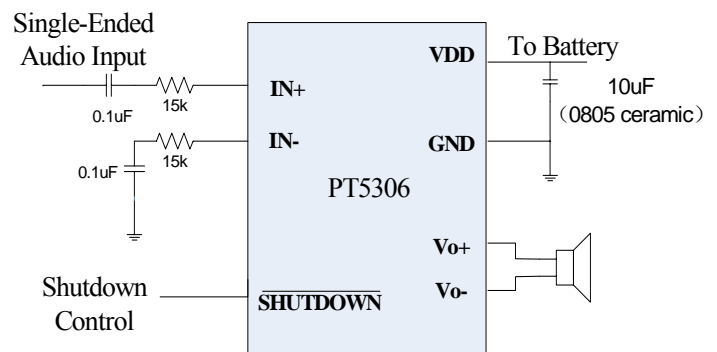 Single-Ended
Audio Input
0.1uF
15k
IN+
0.1uF
15k
IN-
PT5306
Shutdown
Control
SHUTDOWN
VDD
To Battery
10uF
（0805 ceramic）
GND
Vo+
Vo-